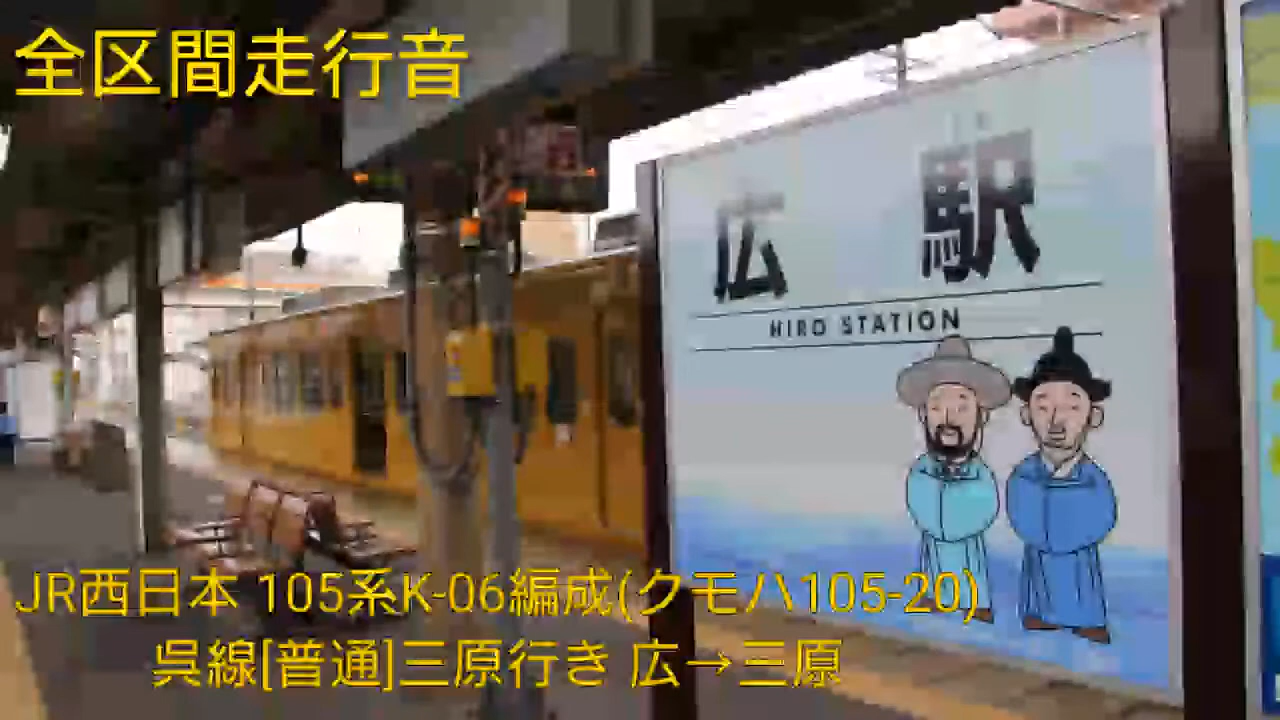 全区間走行音
広 駅
HIRO STATION
JR西日本 105系K-06編成(クモハ105-20)
呉線[普通]三原行き 広→三原